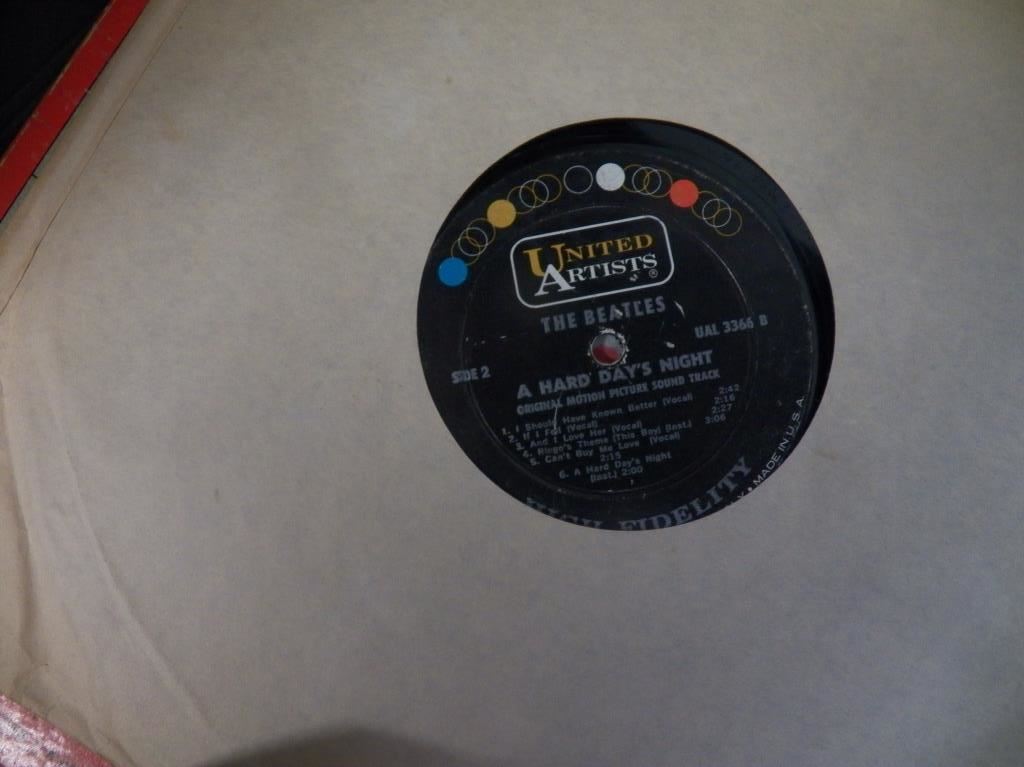 UNITED
ARTISTS®
THE BEATLES
UAL 3366 B
SIDE 2
A HARD DAY'S NIGHT
ORIGINAL MOTION PICTURE SOUND TRACK
1. I Should Have Known Better (Vocal) 2:42
2. If I Fell (Vocal) 2:16
3. And I Love Her (Vocal) 2:27
4. Ringo's Theme (This Boy) (Inst.) 3:06
5. Can't Buy Me Love (Vocal)
2:15
6. A Hard Day's Night
(Inst.) 2:00
HIGH FIDELITY
MADE IN U.S.A.